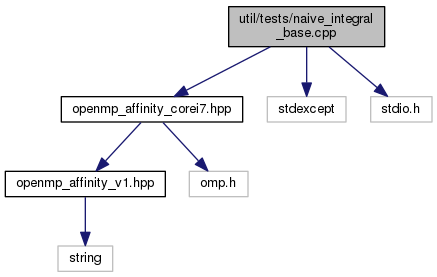 util/tests/naive_integral
_base.cpp
openmp_affinity_corei7.hpp
stdexcept
stdio.h
openmp_affinity_v1.hpp
omp.h
string